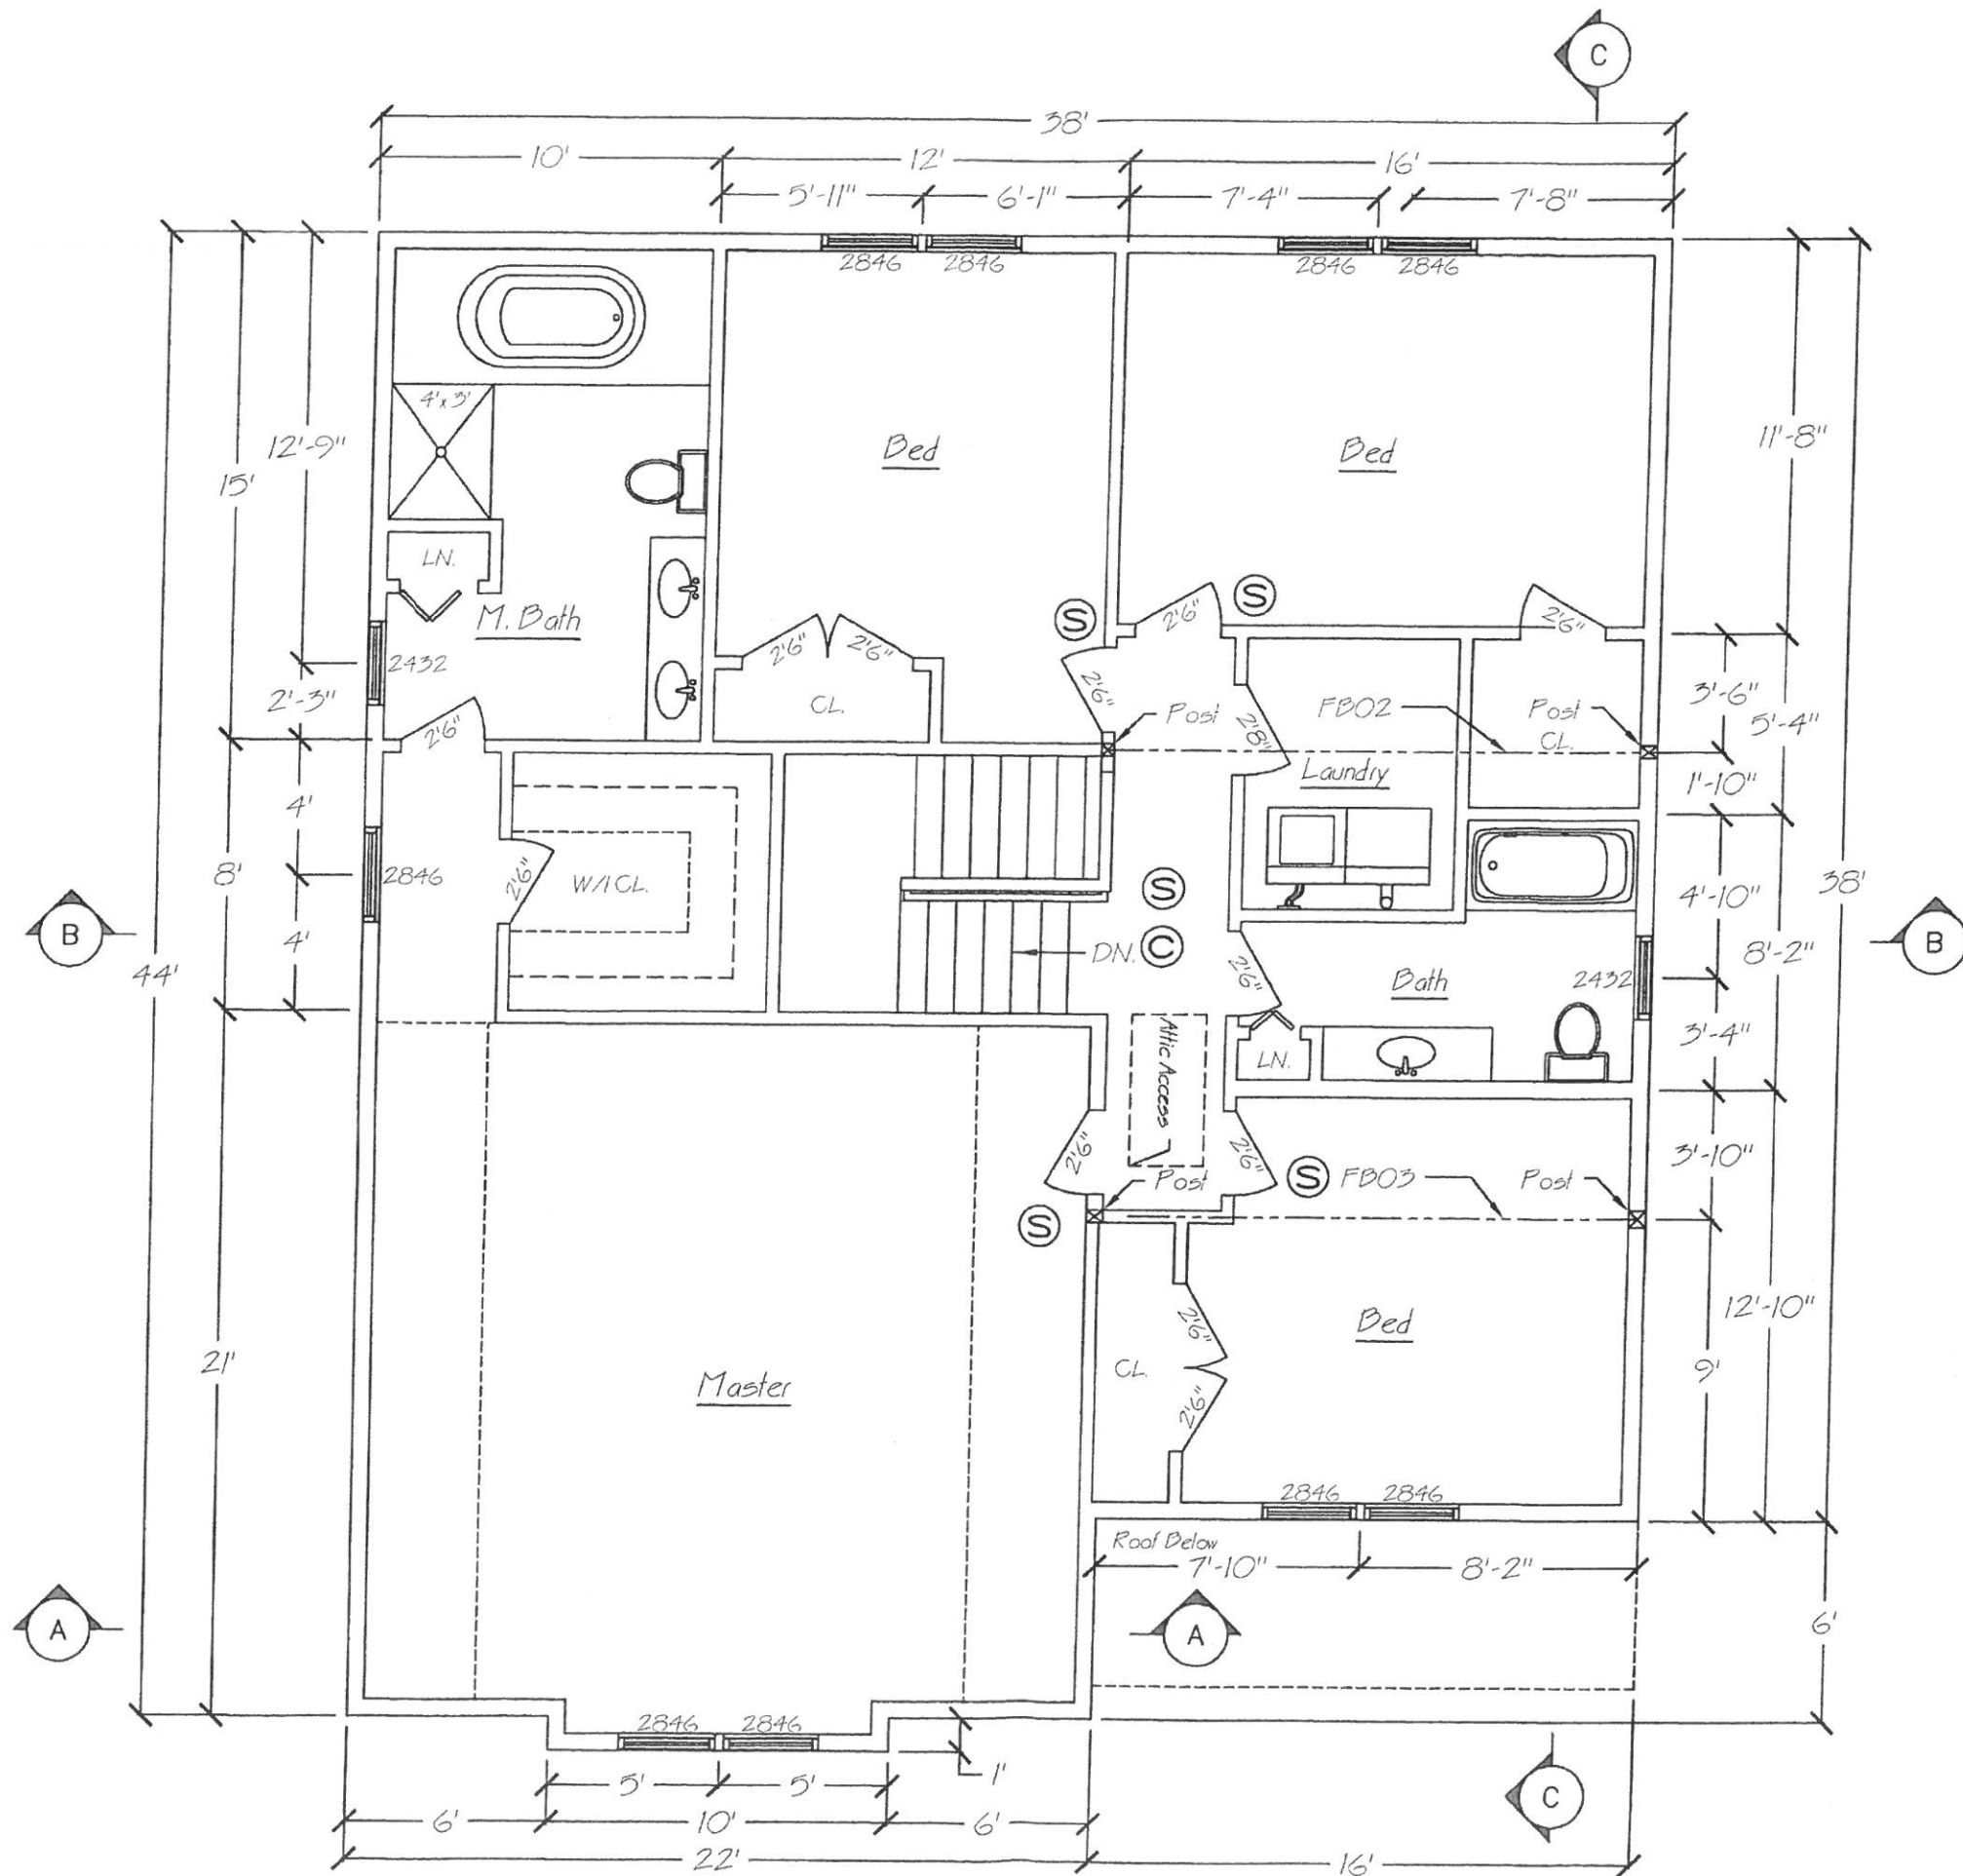 C
38'
10'
12'
16'
5'-11"
6'-1"
7'-4"
7'-8"
2846
2846
2846
2846
4'x3'
12'-9"
15'
Bed
Bed
11'-8"
LN.
M. Bath
S
S
2'6"
2'6"
2'6"
2'6"
2432
2'-3"
2'6"
2'6"
CL.
Post
2'8"
FB02
Post
CL.
3'-6"
5'-4"
Laundry
1'-10"
4'
8'
2846
2'6"
W/I CL.
S
38'
4'-10"
B
4'
44'
DN.
C
2'6"
Bath
2432
8'-2"
B
3'-4"
Attic Access
LN.
2'6"
2'6"
3'-10"
Post
S
FB03
Post
S
21'
Master
CL.
2'6"
2'6"
Bed
12'-10"
9'
2846
2846
Roof Below
7'-10"
8'-2"
A
A
6'
2846
2846
5'
5'
1'
C
6'
10'
6'
22'
16'